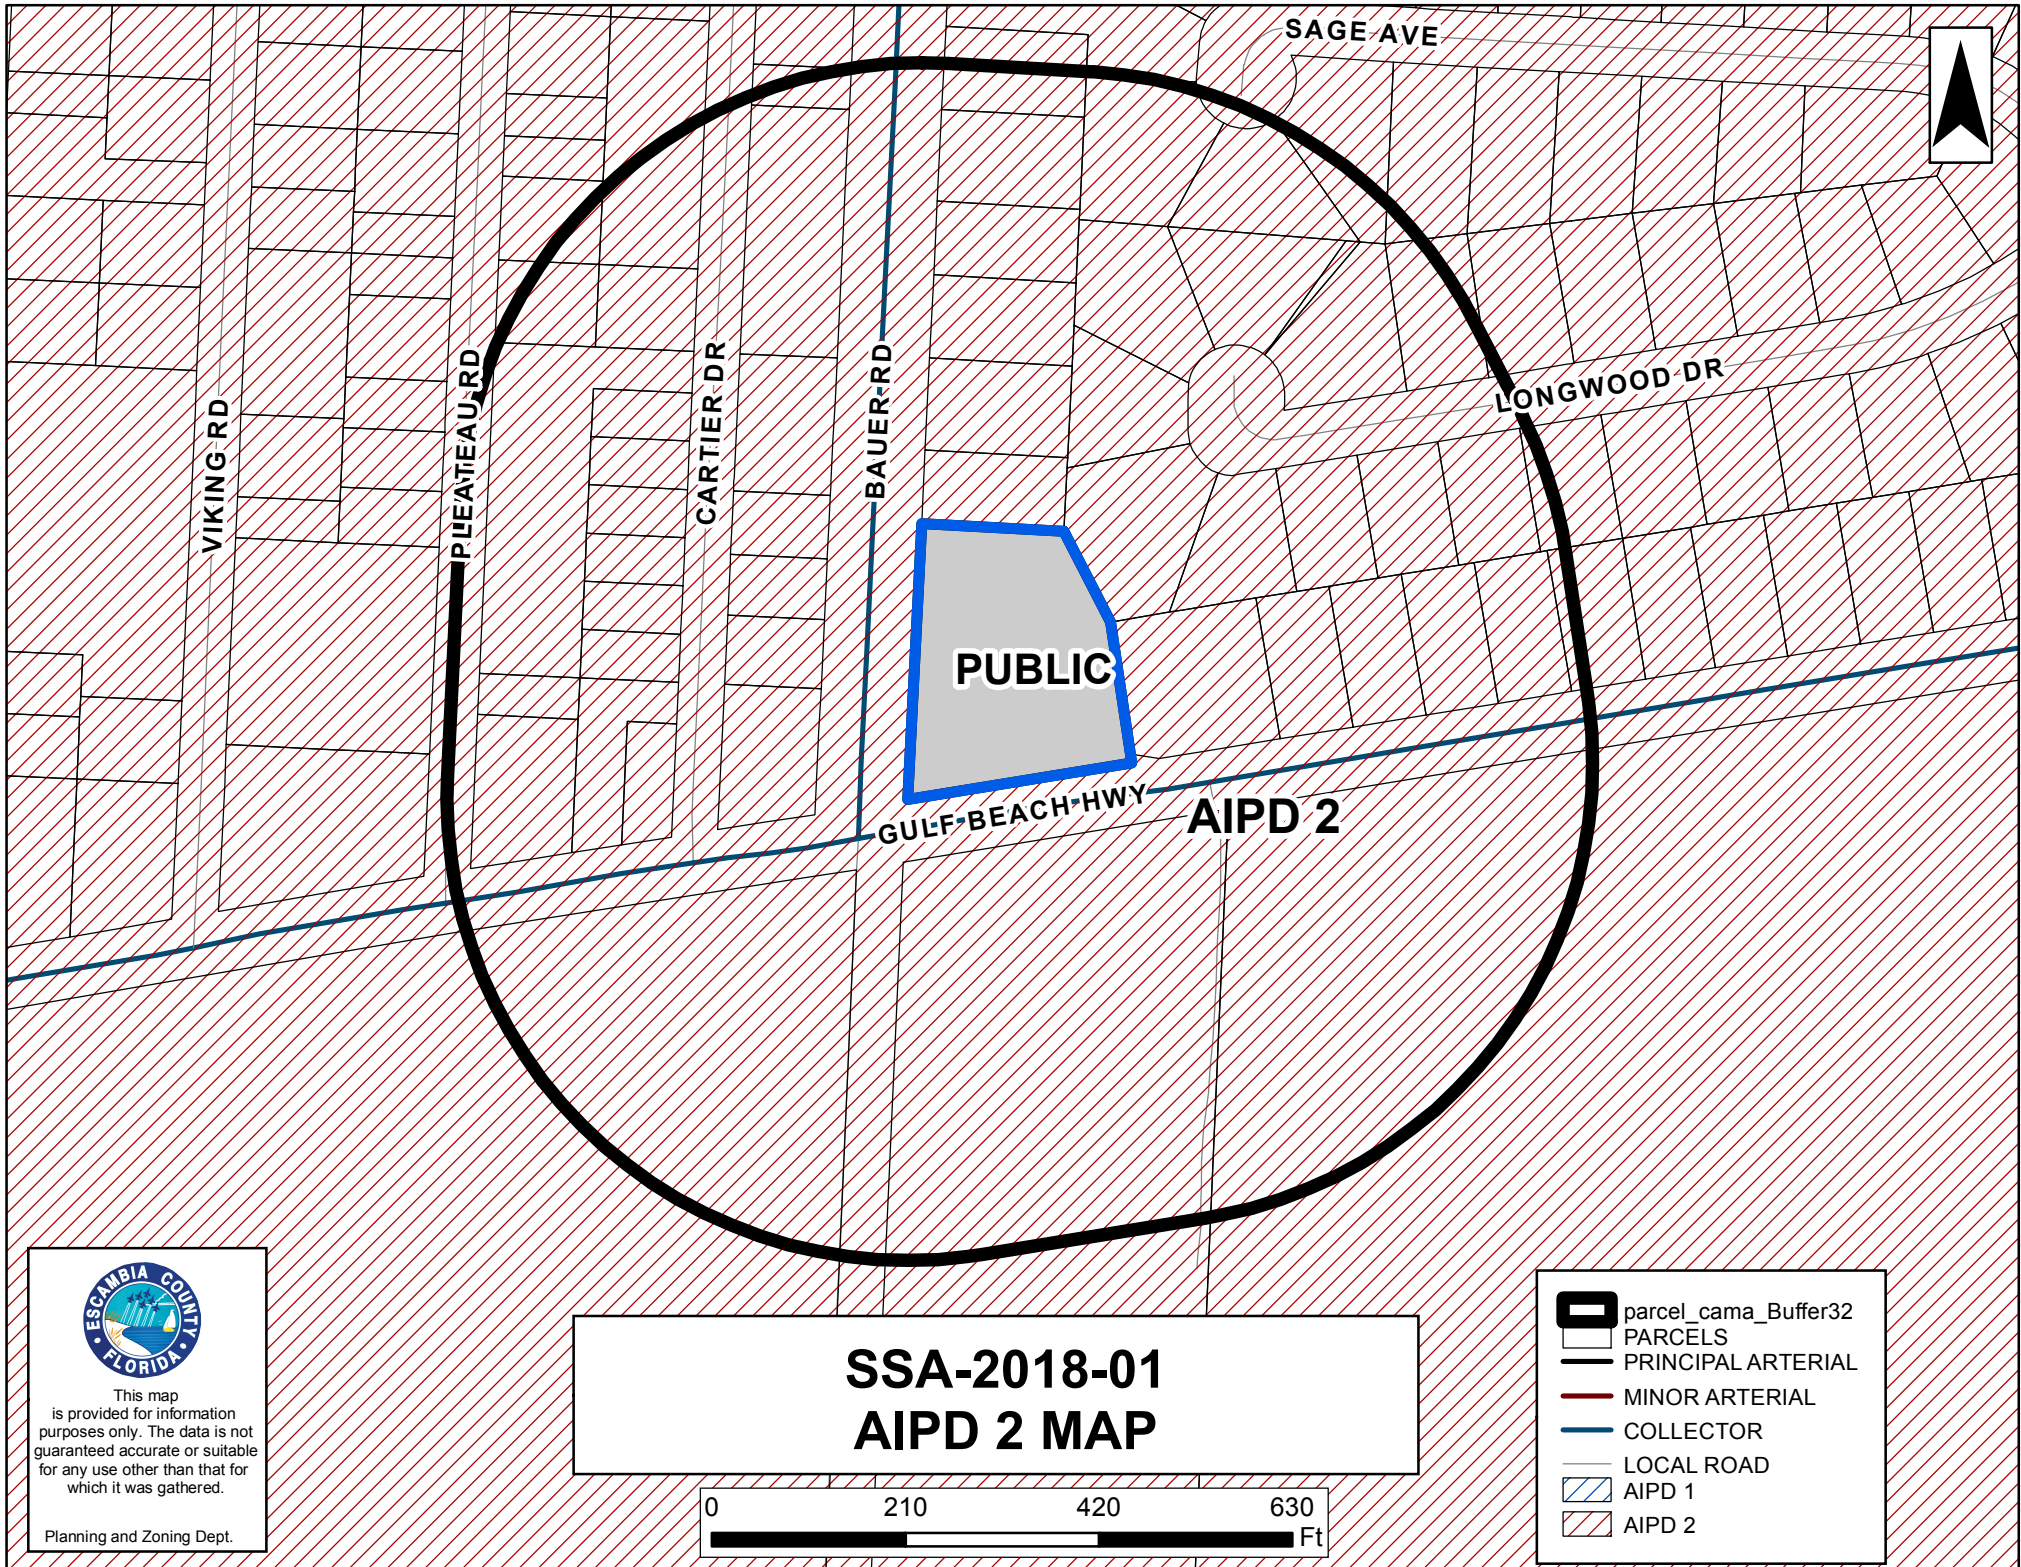 SAGE AVE
LONGWOOD DR
VIKING RD
PLEATEAU RD
CARTIER DR
BAUER RD
PUBLIC
GULF BEACH HWY
AIPD 2
ESCAMBIA COUNTY
FLORIDA
This map
is provided for information
purposes only. The data is not
guaranteed accurate or suitable
for any use other than that for
which it was gathered.
Planning and Zoning Dept.
SSA-2018-01
AIPD 2 MAP
0 210 420 630
Ft
parcel_cama_Buffer32
PARCELS
PRINCIPAL ARTERIAL
MINOR ARTERIAL
COLLECTOR
LOCAL ROAD
AIPD 1
AIPD 2